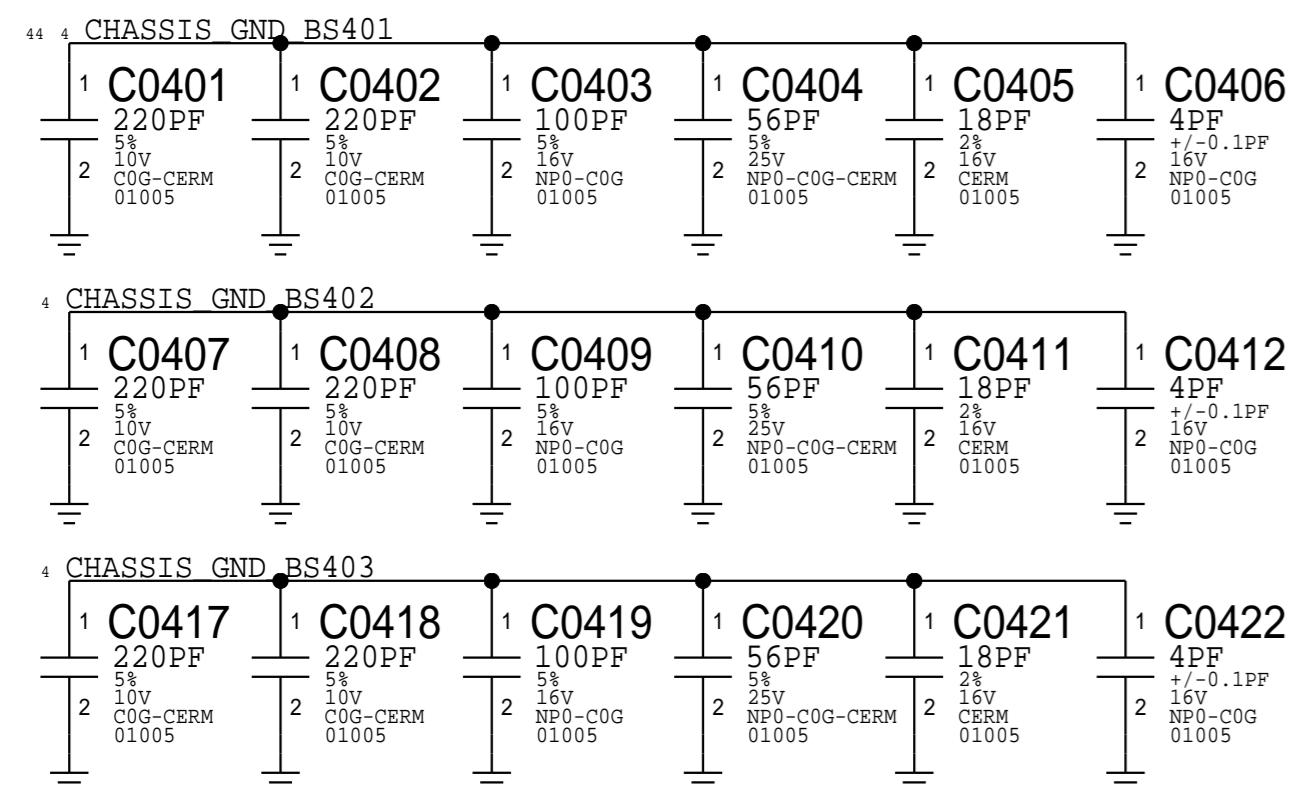 44 4 CHASSIS_GND_BS401
1 C0401 1 C0402 1 C0403 1 C0404 1 C0405 1 C0406
220PF 220PF 100PF 56PF 18PF 4PF
5% 5% 5% 5% 2% +/-0.1PF
10V 10V 16V 25V 16V 16V
2 C0G-CERM 2 C0G-CERM 2 NP0-C0G 2 NP0-C0G-CERM 2 CERM 2 NP0-C0G
01005 01005 01005 01005 01005 01005
4 CHASSIS_GND_BS402
1 C0407 1 C0408 1 C0409 1 C0410 1 C0411 1 C0412
220PF 220PF 100PF 56PF 18PF 4PF
5% 5% 5% 5% 2% +/-0.1PF
10V 10V 16V 25V 16V 16V
2 C0G-CERM 2 C0G-CERM 2 NP0-C0G 2 NP0-C0G-CERM 2 CERM 2 NP0-C0G
01005 01005 01005 01005 01005 01005
4 CHASSIS_GND_BS403
1 C0417 1 C0418 1 C0419 1 C0420 1 C0421 1 C0422
220PF 220PF 100PF 56PF 18PF 4PF
5% 5% 5% 5% 2% +/-0.1PF
10V 10V 16V 25V 16V 16V
2 C0G-CERM 2 C0G-CERM 2 NP0-C0G 2 NP0-C0G-CERM 2 CERM 2 NP0-C0G
01005 01005 01005 01005 01005 01005